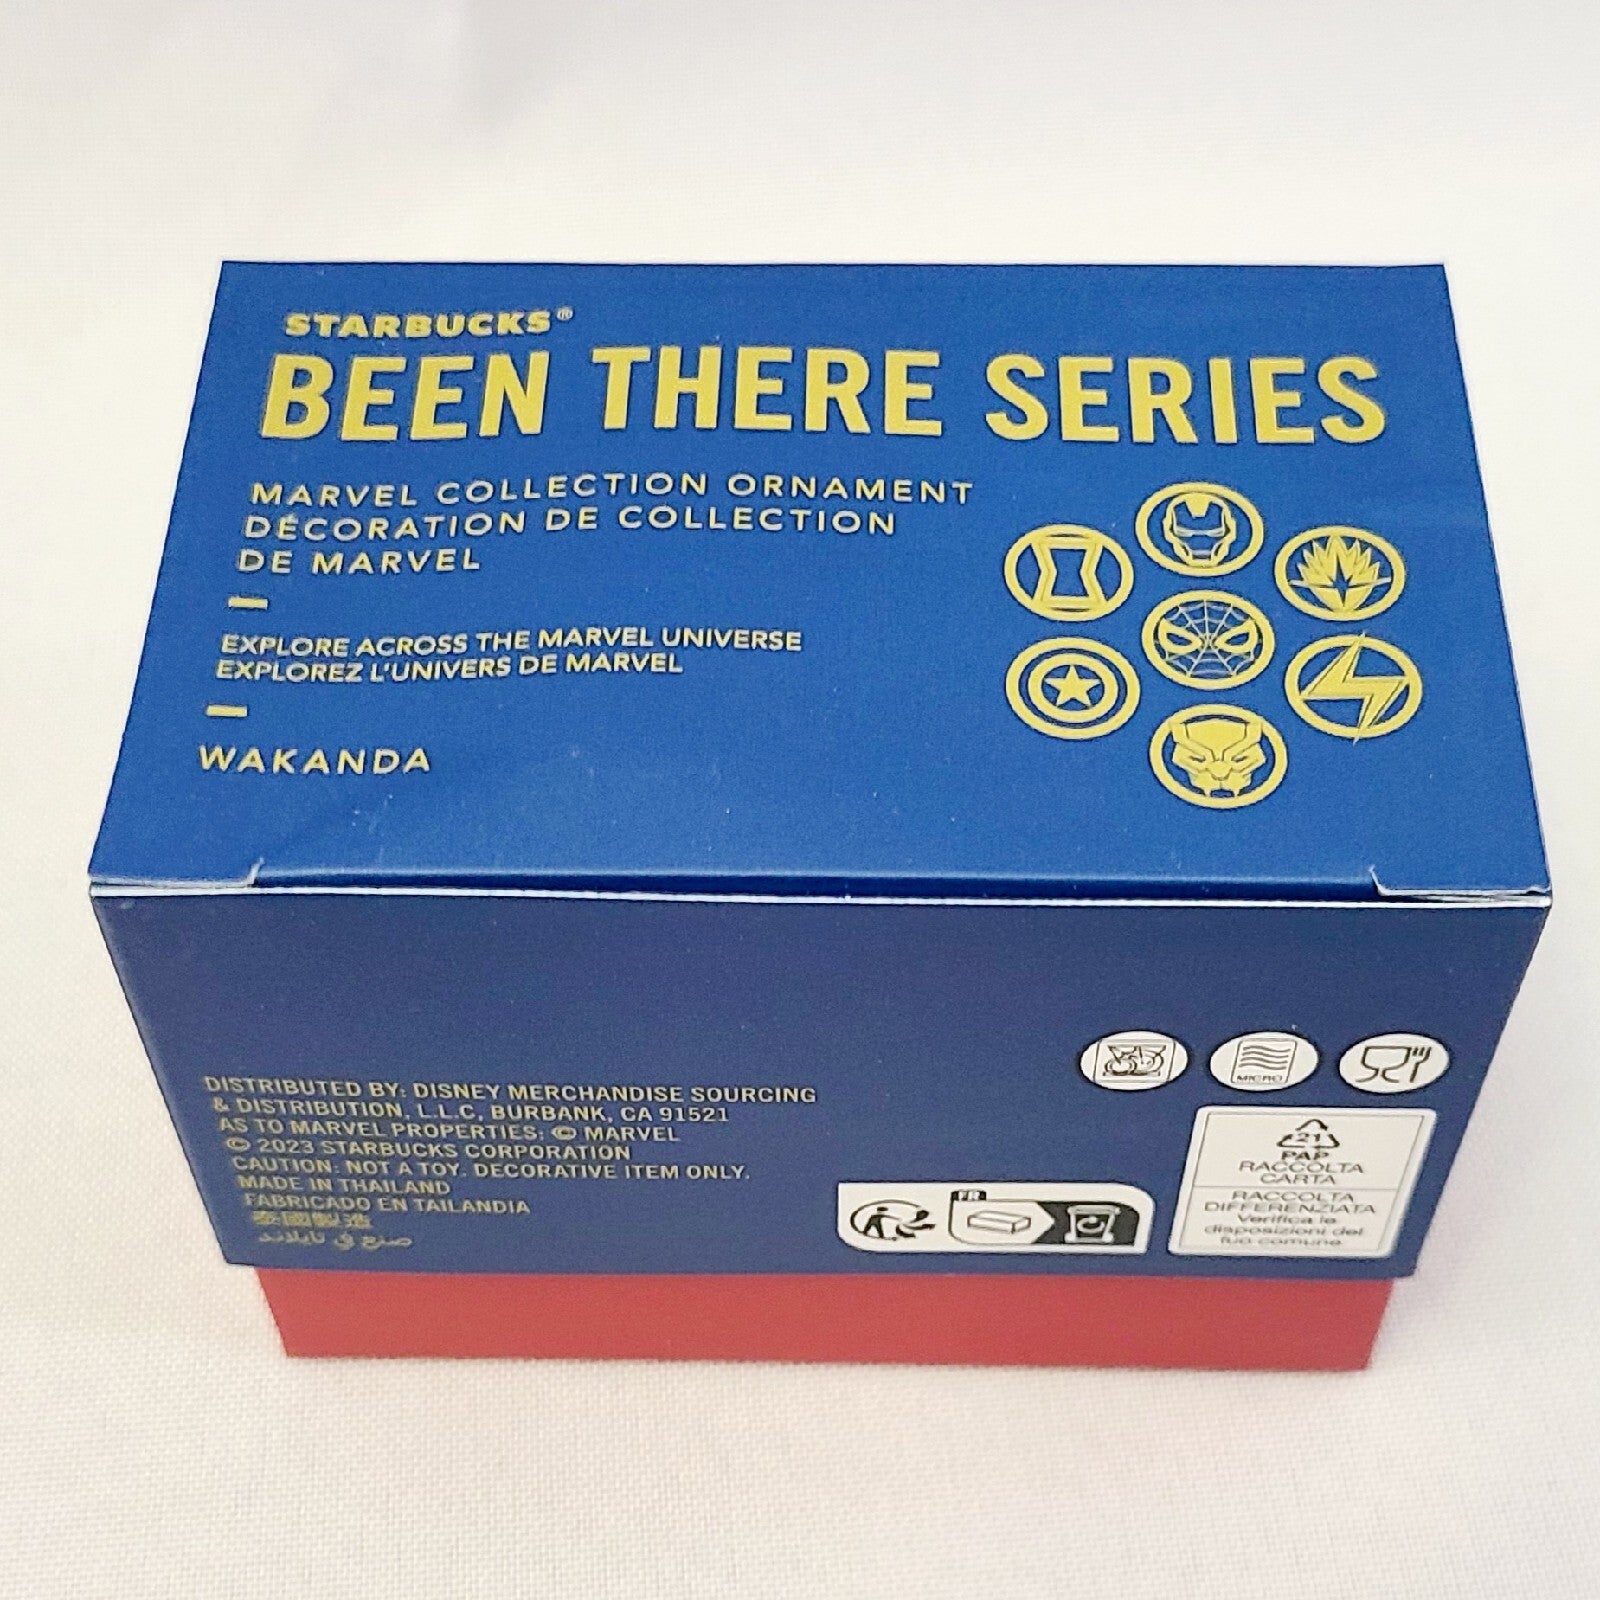 STARBUCKS®
BEEN THERE SERIES
MARVEL COLLECTION ORNAMENT
DÉCORATION DE COLLECTION
DE MARVEL
EXPLORE ACROSS THE MARVEL UNIVERSE
EXPLOREZ L'UNIVERS DE MARVEL
WAKANDA
DISTRIBUTED BY: DISNEY MERCHANDISE SOURCING
& DISTRIBUTION, L.L.C, BURBANK, CA 91521
AS TO MARVEL PROPERTIES: © MARVEL
© 2023 STARBUCKS CORPORATION
CAUTION: NOT A TOY. DECORATIVE ITEM ONLY.
MADE IN THAILAND
FABRICADO EN TAILANDIA
泰國製造
صنع في تايلاند
MICRO
FR
21
PAP
RACCOLTA
CARTA
RACCOLTA
DIFFERENZIATA
Verifica le
disposizioni del
tuo comune